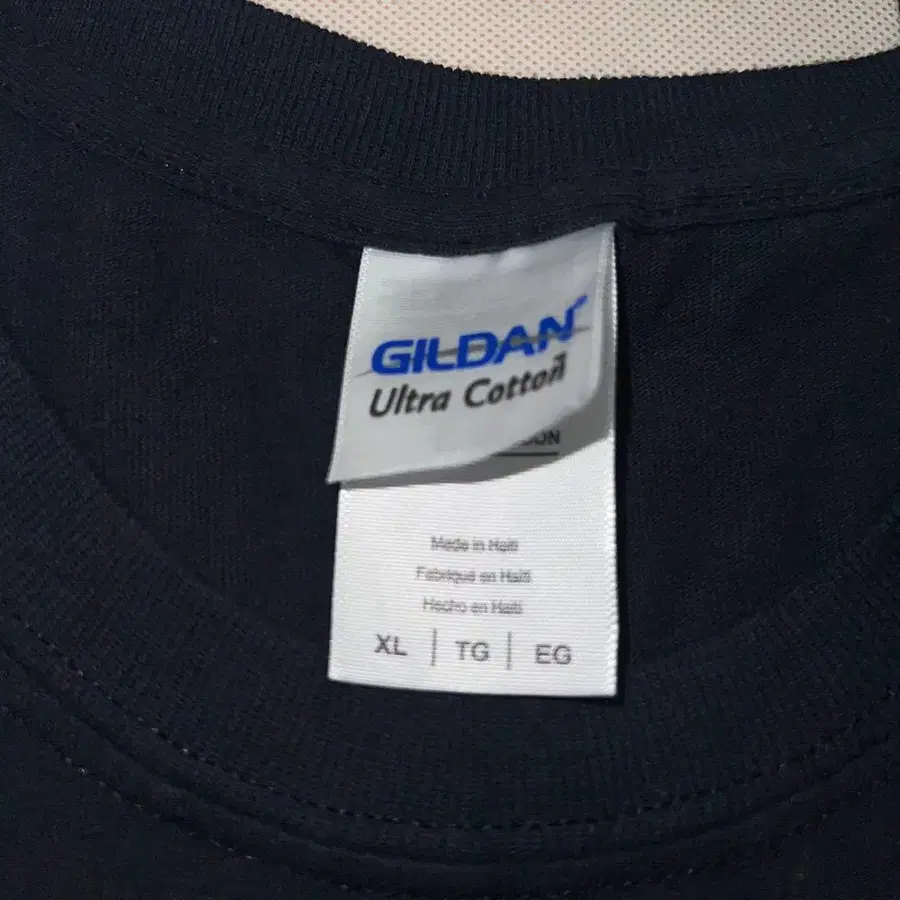 GILDAN
Ultra Cotton
Made in Haiti
Fabriqué en Haïti
Hecho en Haití
XL | TG | EG